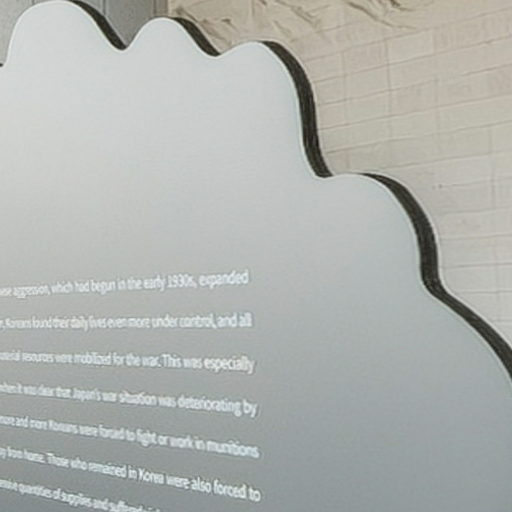 aggression, which had begun in the early 1930s, expanded
Koreans found their daily lives even more under control, and all
material resources were mobilized for the war. This was especially
when it was clear that Japan's war situation was deteriorating by
more and more Koreans were forced to fight or work in munitions
from home. Those who remained in Korea were also forced to
quantities of supplies and